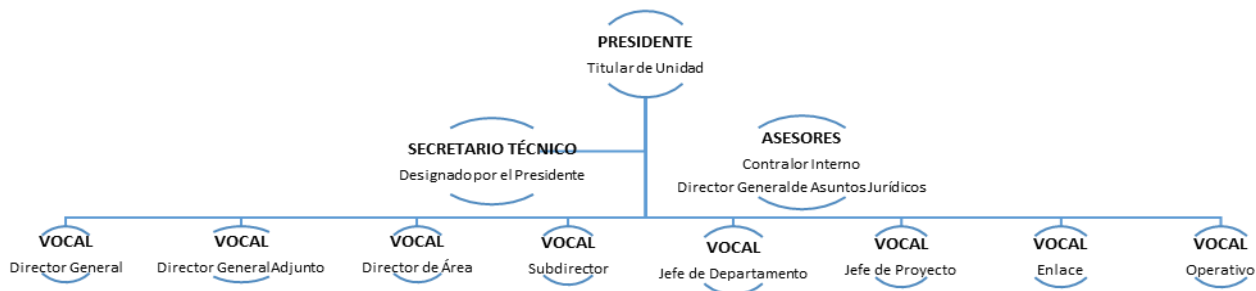 PRESIDENTE
Titular de Unidad
SECRETARIO TÉCNICO
Designado por el Presidente
ASESORES
Contralor Interno
Director General de Asuntos Jurídicos
VOCAL
Director General
VOCAL
Director General Adjunto
VOCAL
Director de Área
VOCAL
Subdirector
VOCAL
Jefe de Departamento
VOCAL
Jefe de Proyecto
VOCAL
Enlace
VOCAL
Operativo